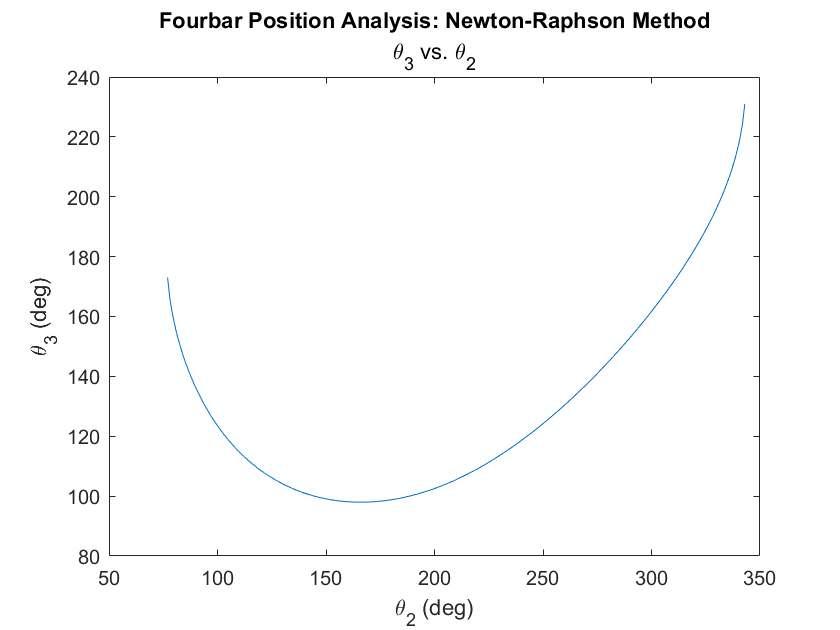 Fourbar Position Analysis: Newton-Raphson Method
θ3 vs. θ2
240
220
200
180
160
140
120
100
80
θ3 (deg)
50 100 150 200 250 300 350
θ2 (deg)